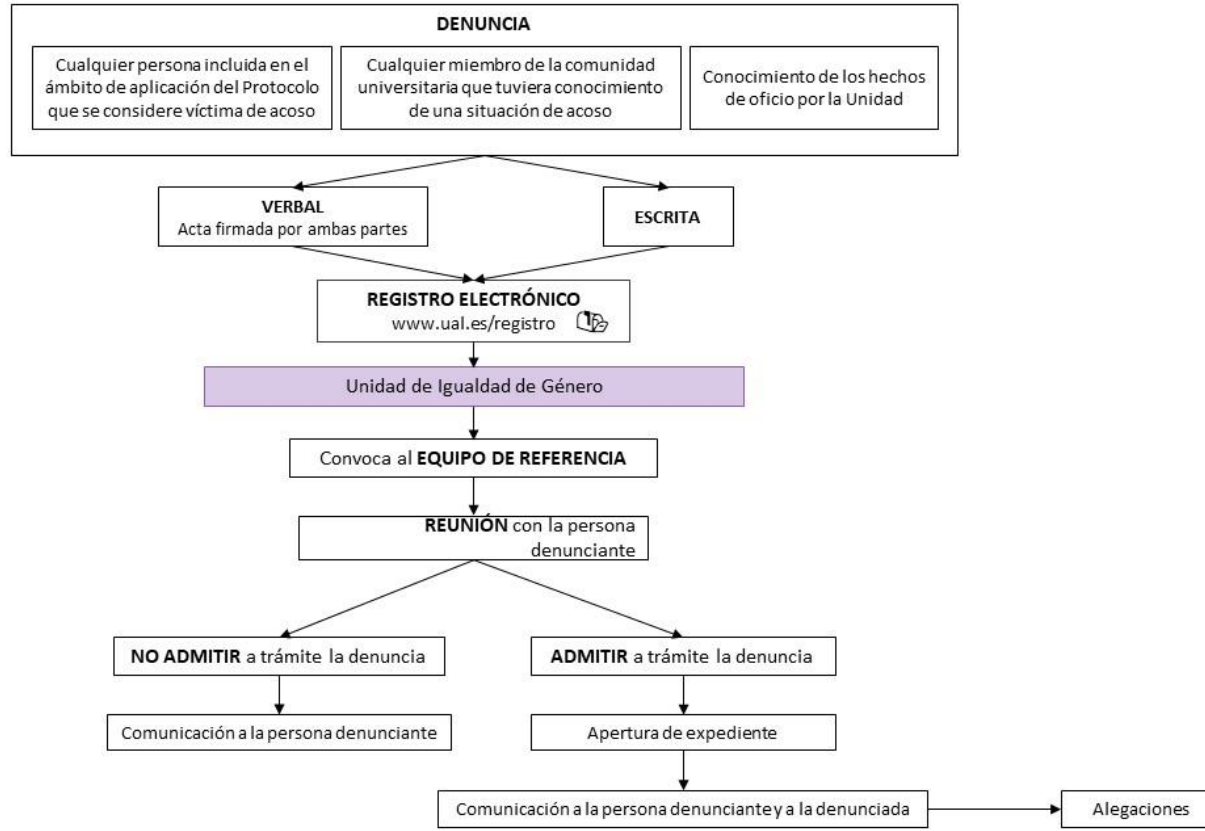 DENUNCIA
Cualquier persona incluida en el
ámbito de aplicación del Protocolo
que se considere víctima de acoso
Cualquier miembro de la comunidad
universitaria que tuviera conocimiento
de una situación de acoso
Conocimiento de los hechos
de oficio por la Unidad
VERBAL
Acta firmada por ambas partes
ESCRITA
REGISTRO ELECTRÓNICO
www.ual.es/registro
Unidad de Igualdad de Género
Convoca al EQUIPO DE REFERENCIA
REUNIÓN con la persona
denunciante
NO ADMITIR a trámite la denuncia
ADMITIR a trámite la denuncia
Comunicación a la persona denunciante
Apertura de expediente
Comunicación a la persona denunciante y a la denunciada
Alegaciones